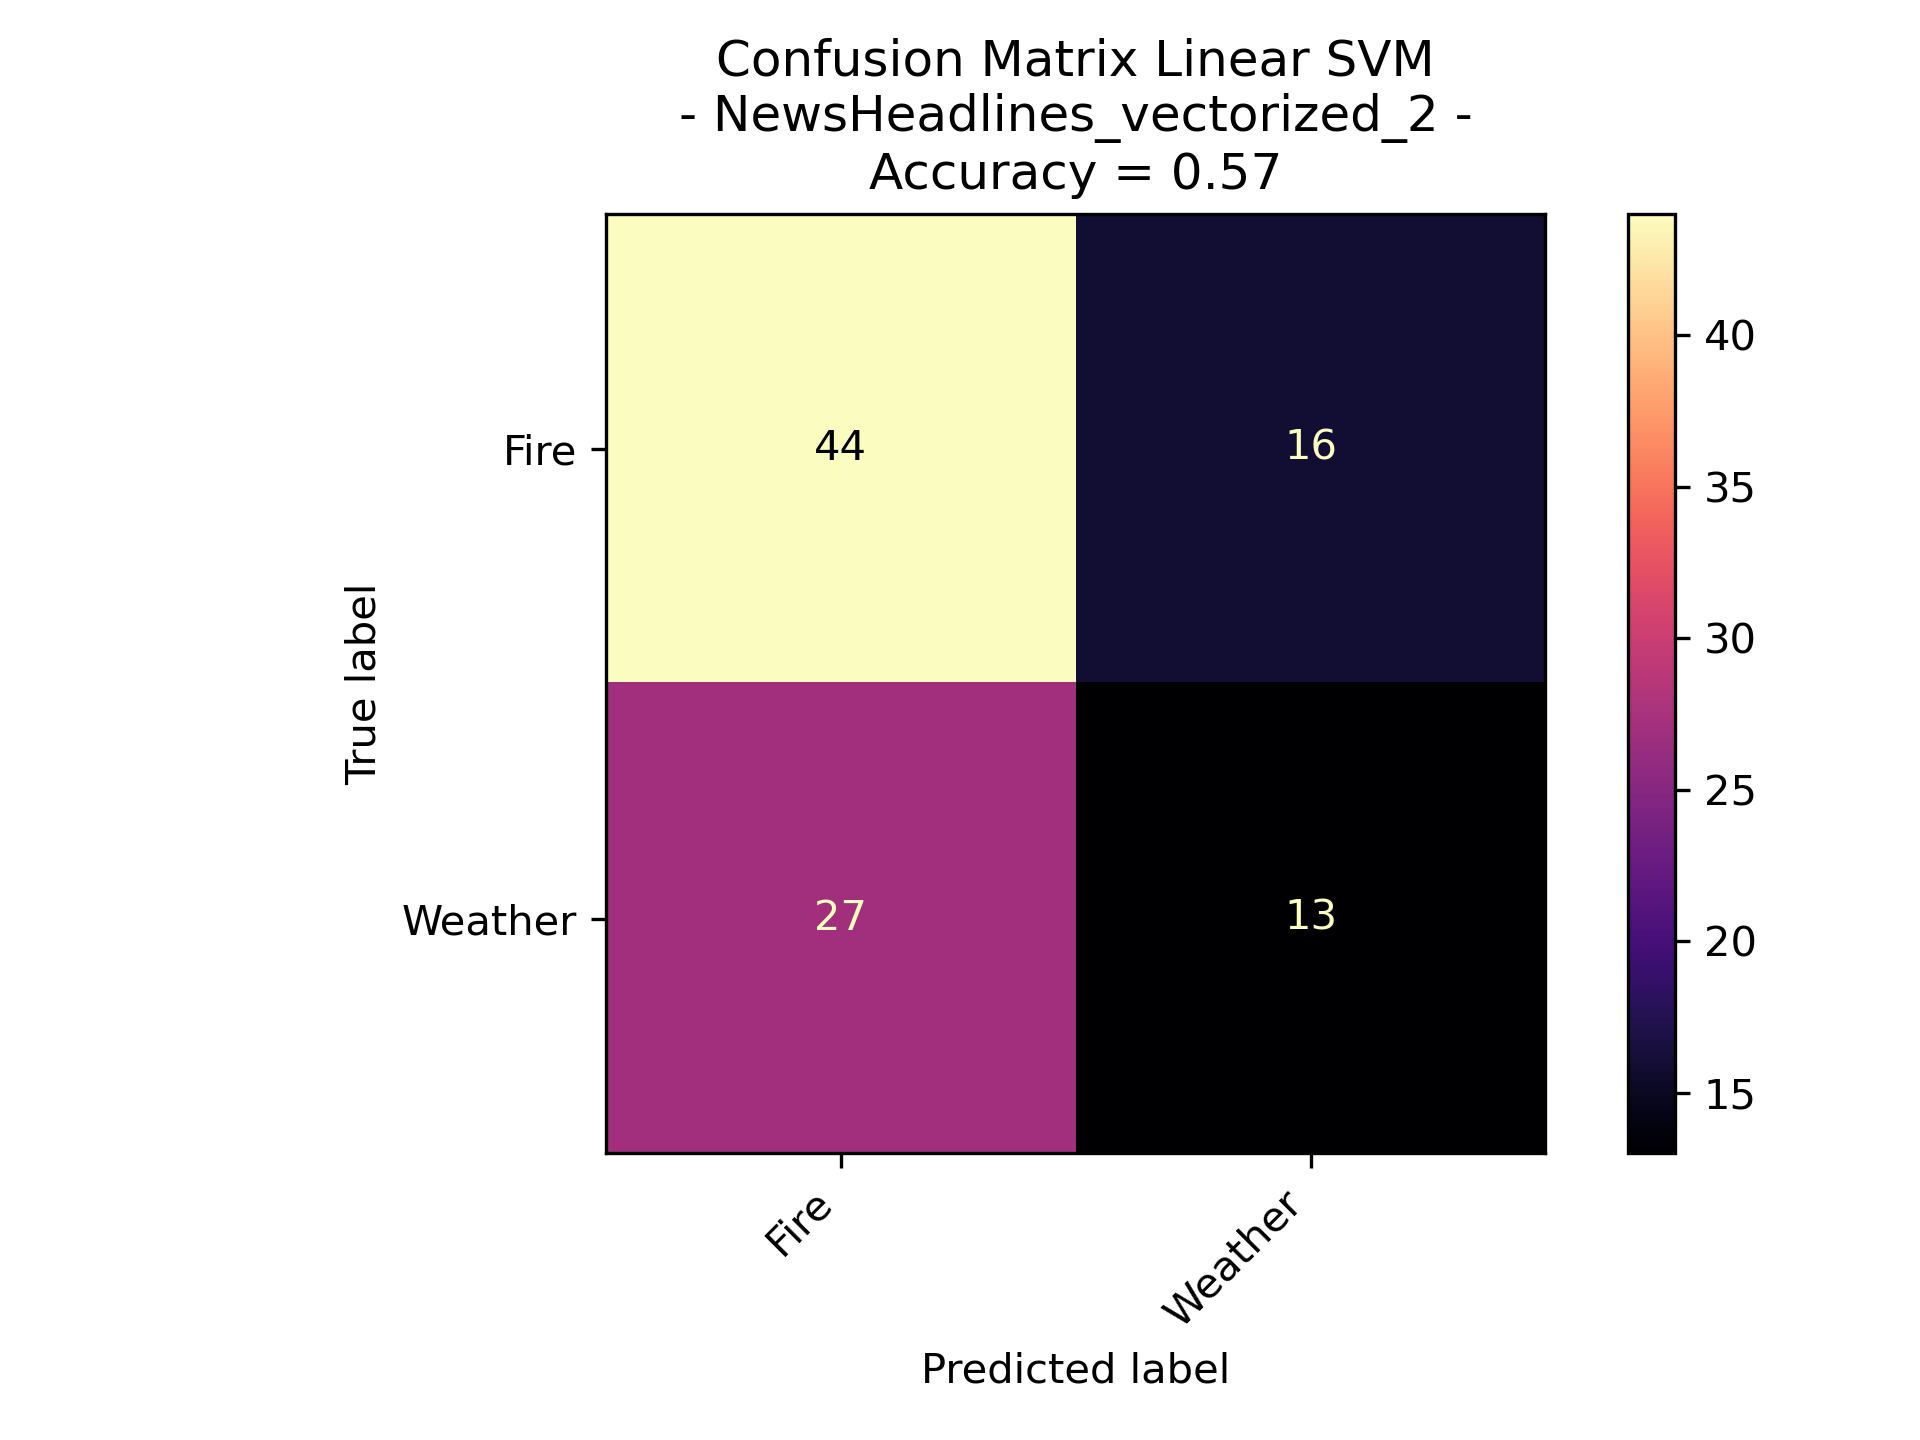 Confusion Matrix Linear SVM
- NewsHeadlines_vectorized_2 -
Accuracy = 0.57
True label
Fire
44
16
Weather
27
13
Fire
Weather
Predicted label
40
35
30
25
20
15